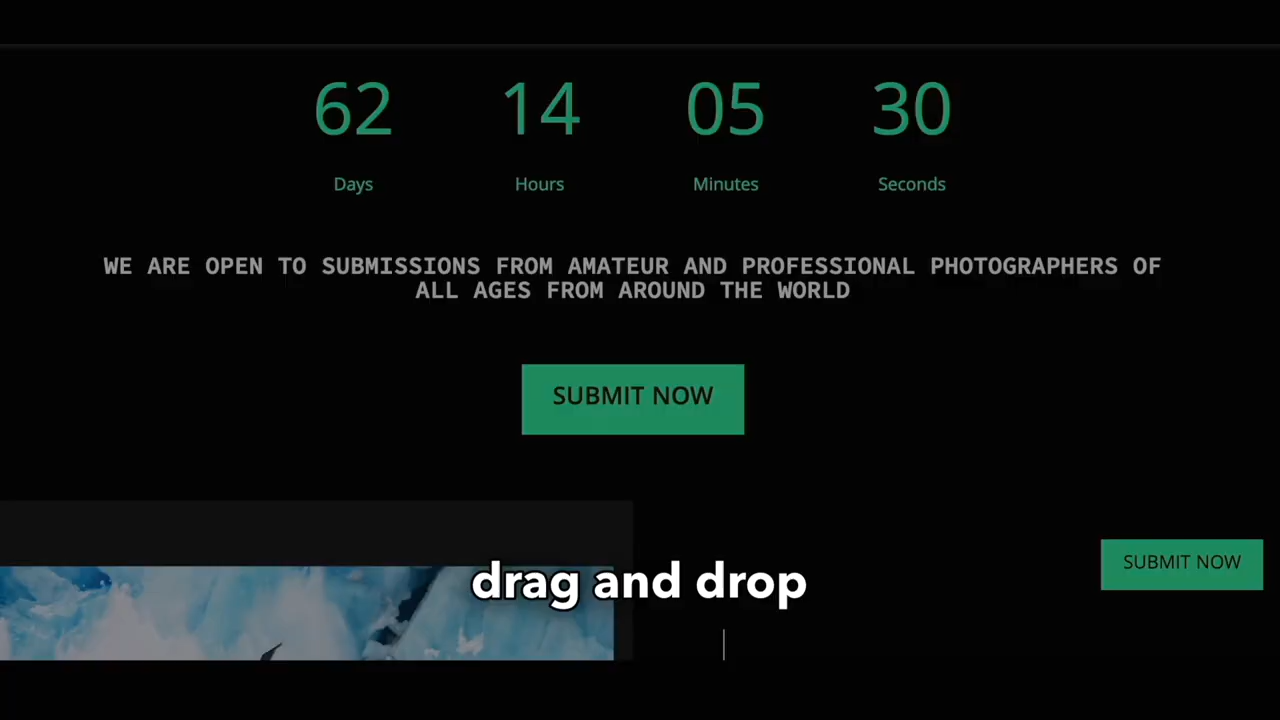 62 14 05 30
Days Hours Minutes Seconds
WE ARE OPEN TO SUBMISSIONS FROM AMATEUR AND PROFESSIONAL PHOTOGRAPHERS OF
ALL AGES FROM AROUND THE WORLD
SUBMIT NOW
SUBMIT NOW
drag and drop